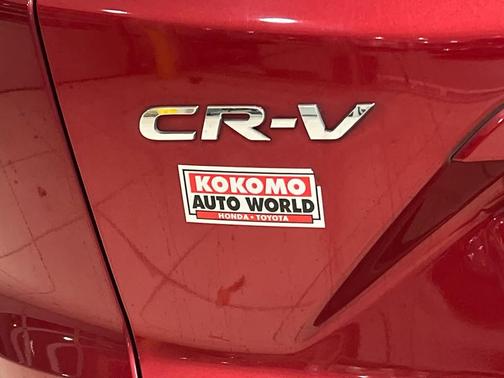 CR-V
KOKOMO
AUTO WORLD
HONDA • TOYOTA